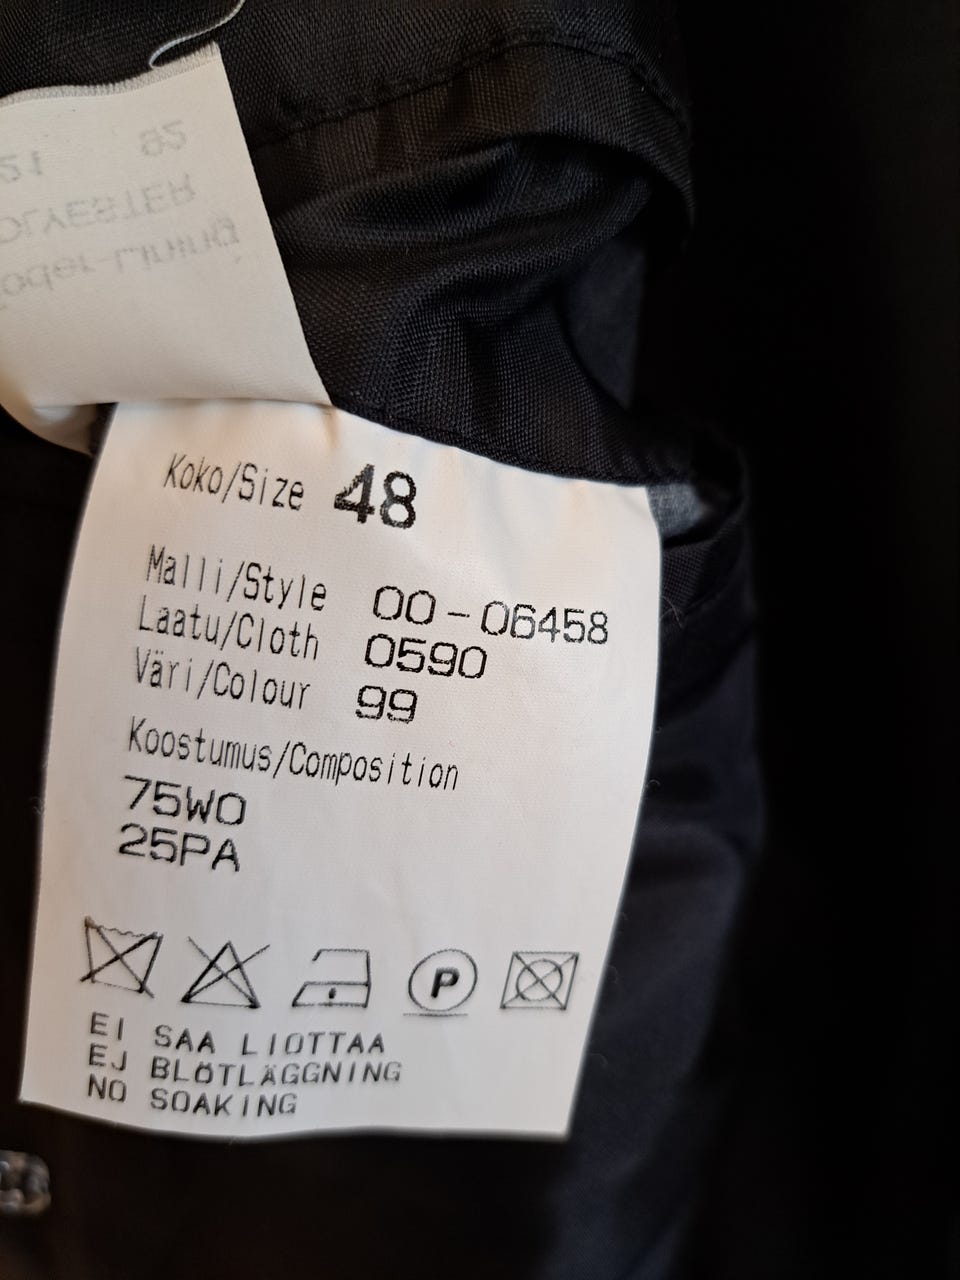 Koko/Size 48
Malli/Style 00-06458
Laatu/Cloth 0590
Väri/Colour 99
Koostumus/Composition
75WO
25PA
P
EI SAA LIOTTAA
EJ BLÖTLÄGGNING
NO SOAKING